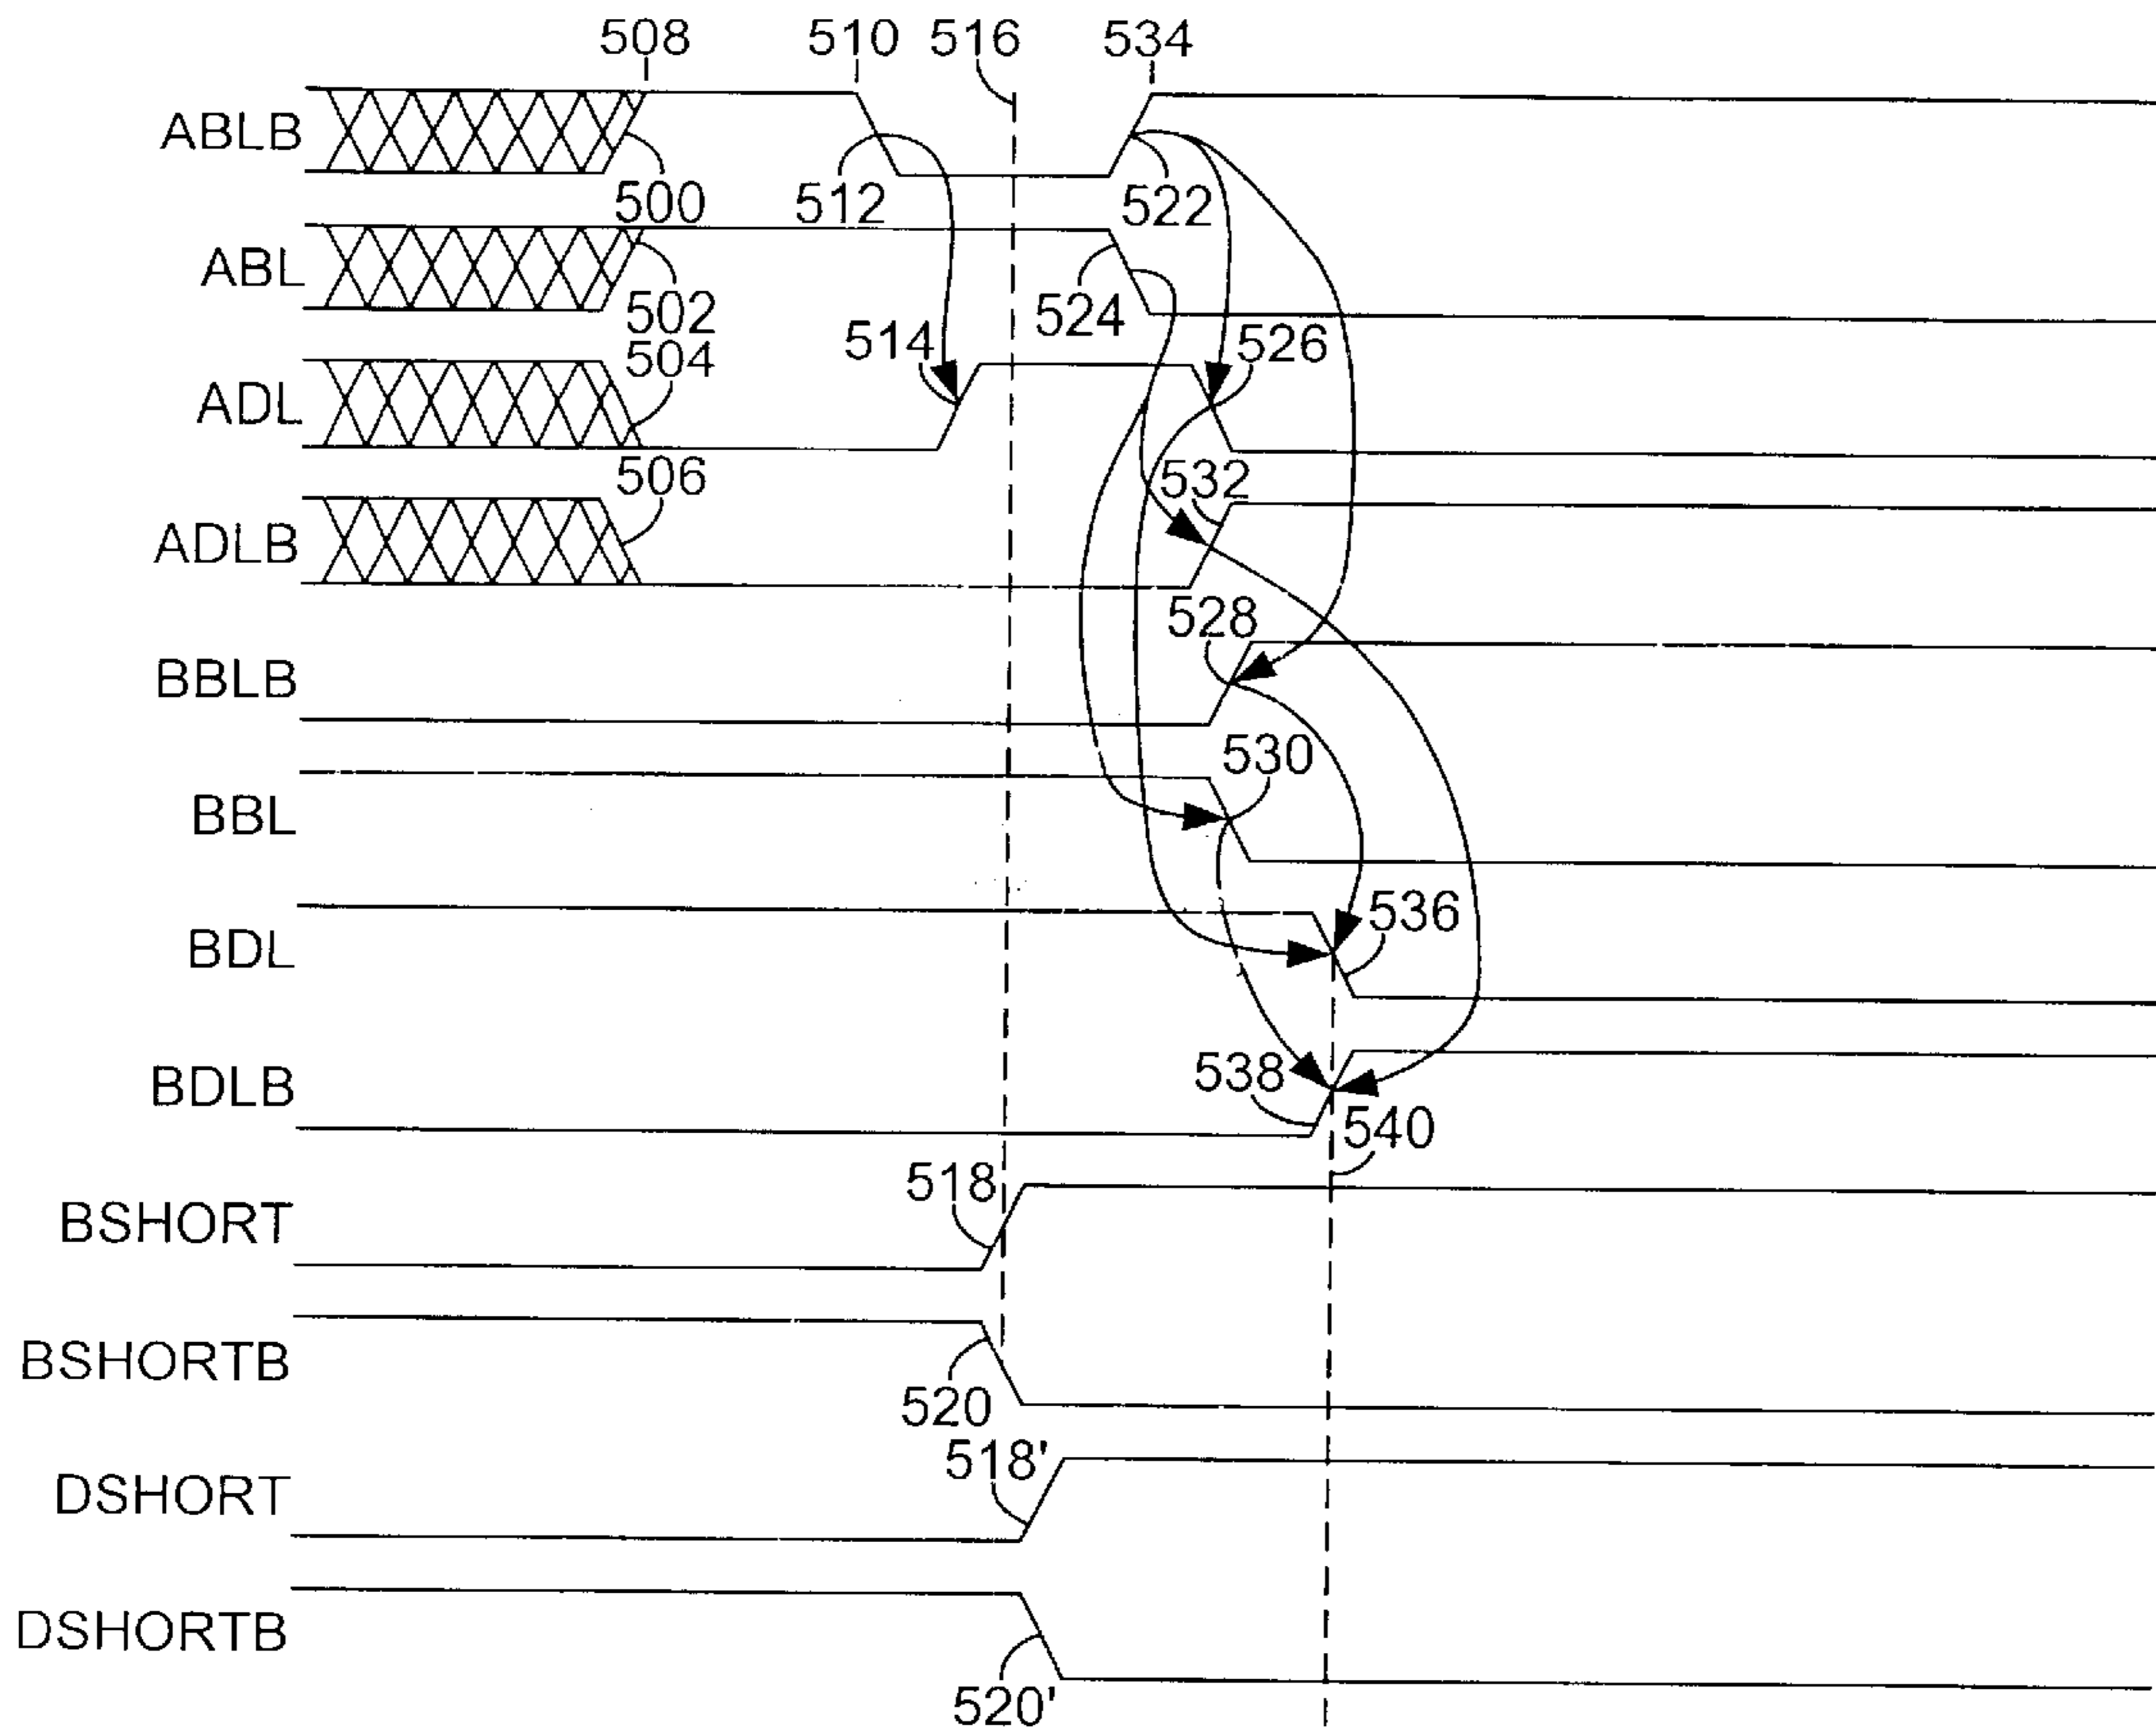 508 510 516 534
ABLB
500 512 522
ABL
502 524
514 526
504
ADL
506 532
ADLB
528
BBLB
530
BBL
536
BDL
538
BDLB
540
518
BSHORT
BSHORTB
520
518'
DSHORT
DSHORTB
520'